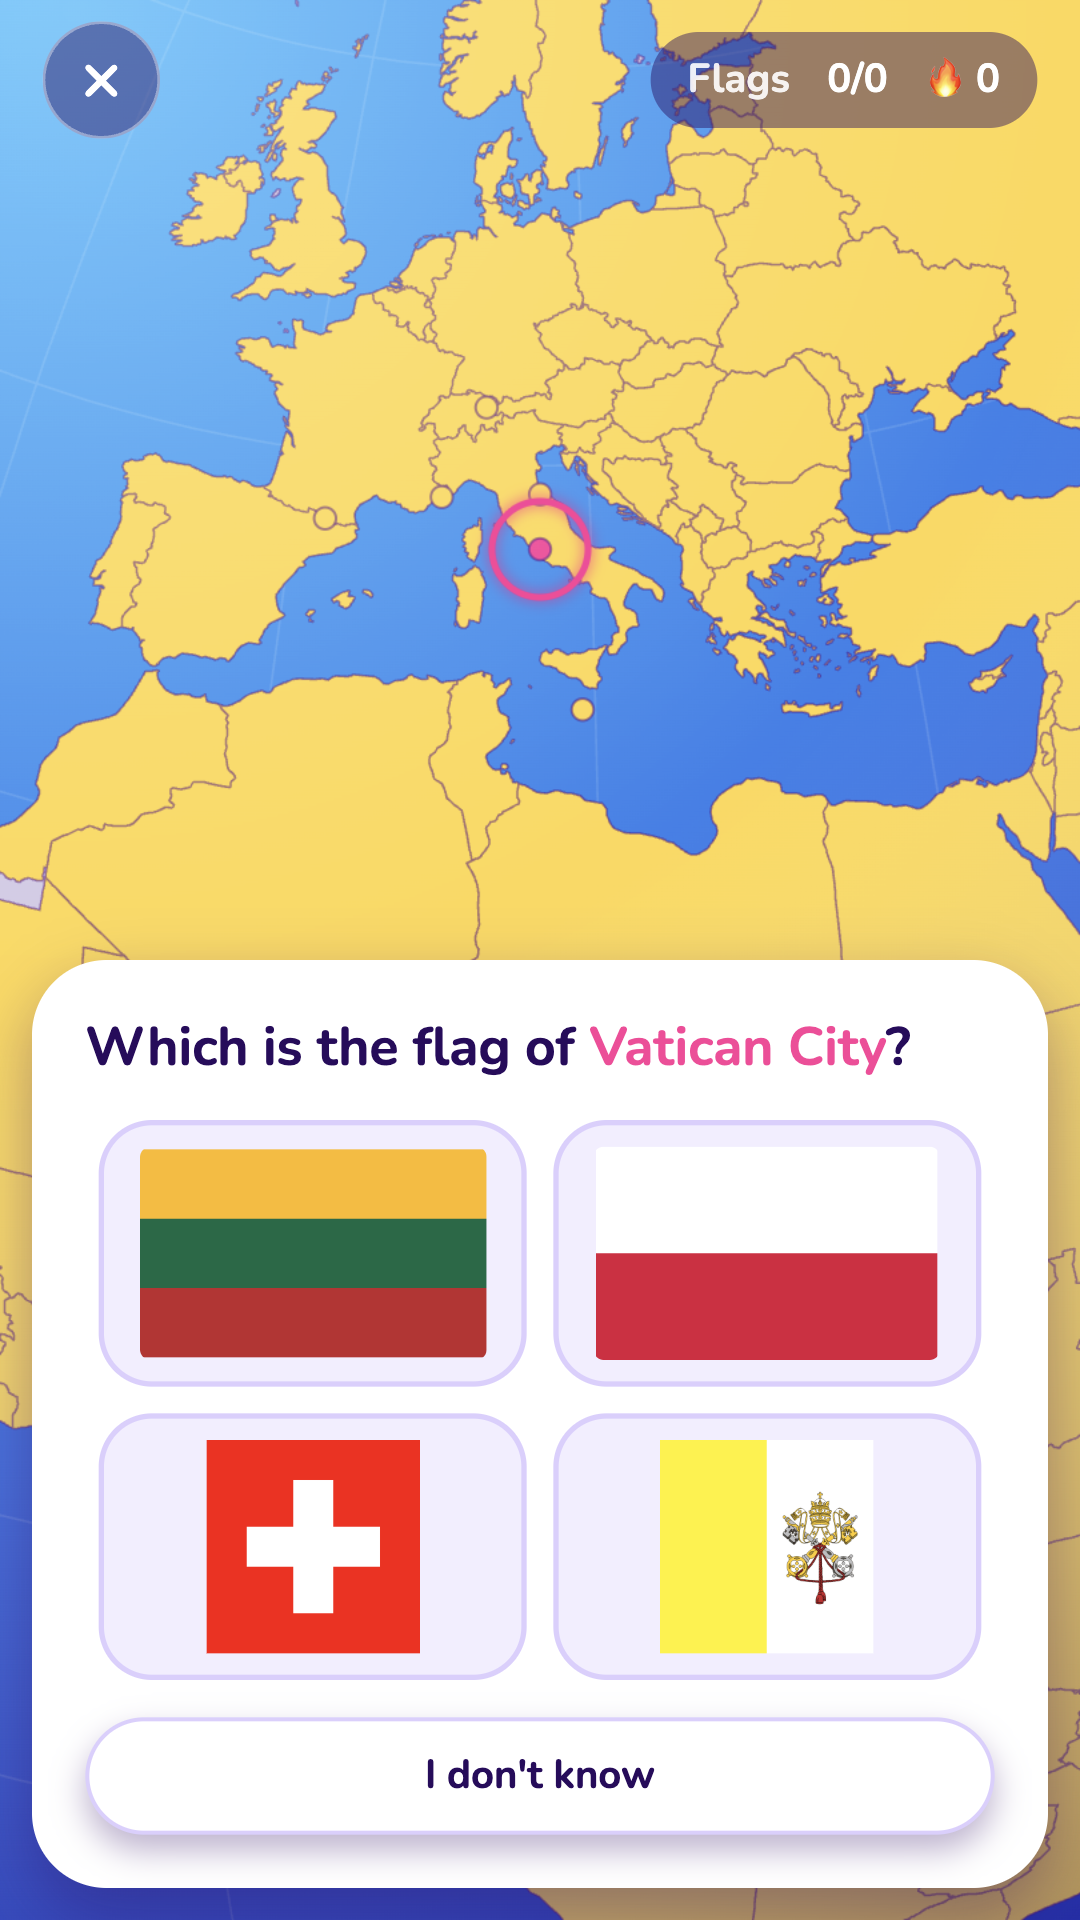 Flags 0/0 🔥 0
Which is the flag of Vatican City?
I don't know